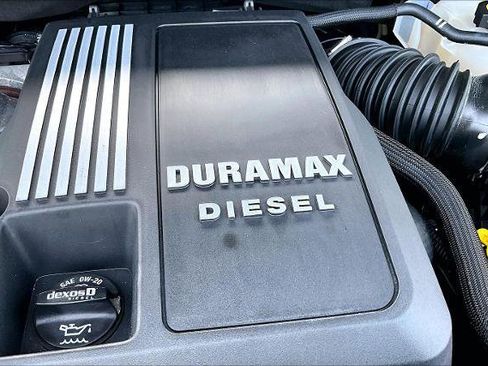 DURAMAX
DIESEL
SAE 0W-20
dexosD
DIESEL